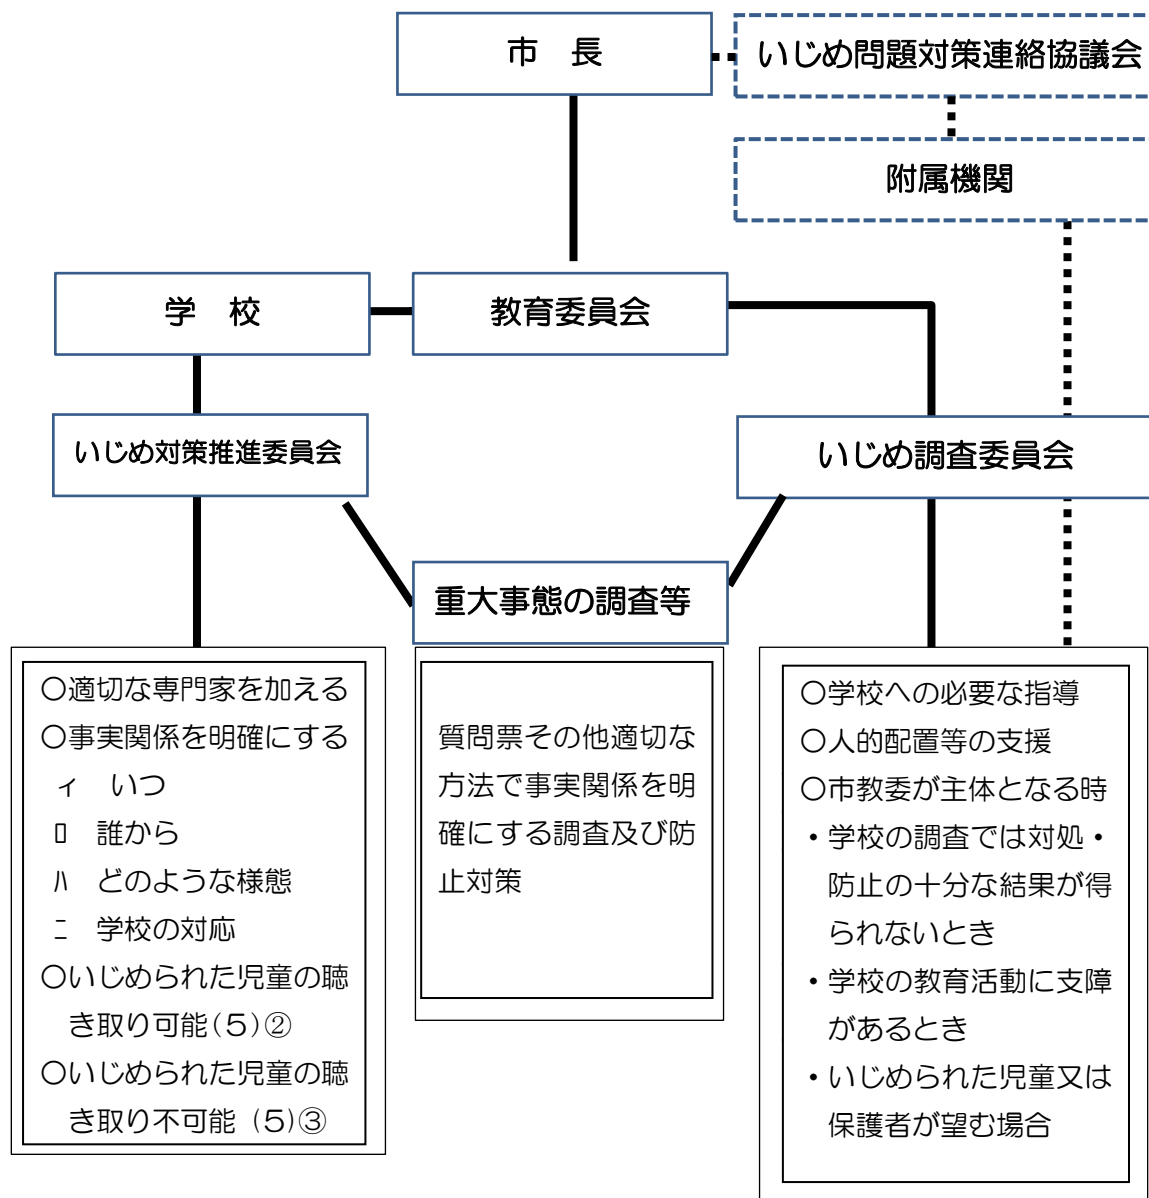 市　長
いじめ問題対策連絡協議会
附属機関
学　校
教育委員会
いじめ対策推進委員会
いじめ調査委員会
重大事態の調査等
〇適切な専門家を加える
〇事実関係を明確にする
ィ　いつ
ﾛ　誰から
ﾊ　どのような様態
ﾆ　学校の対応
〇いじめられた児童の聴
き取り可能(５)②
〇いじめられた児童の聴
き取り不可能 (５)③
質問票その他適切な
方法で事実関係を明
確にする調査及び防
止対策
〇学校への必要な指導
〇人的配置等の支援
〇市教委が主体となる時
・学校の調査では対処・
防止の十分な結果が得
られないとき
・学校の教育活動に支障
があるとき
・いじめられた児童又は
保護者が望む場合